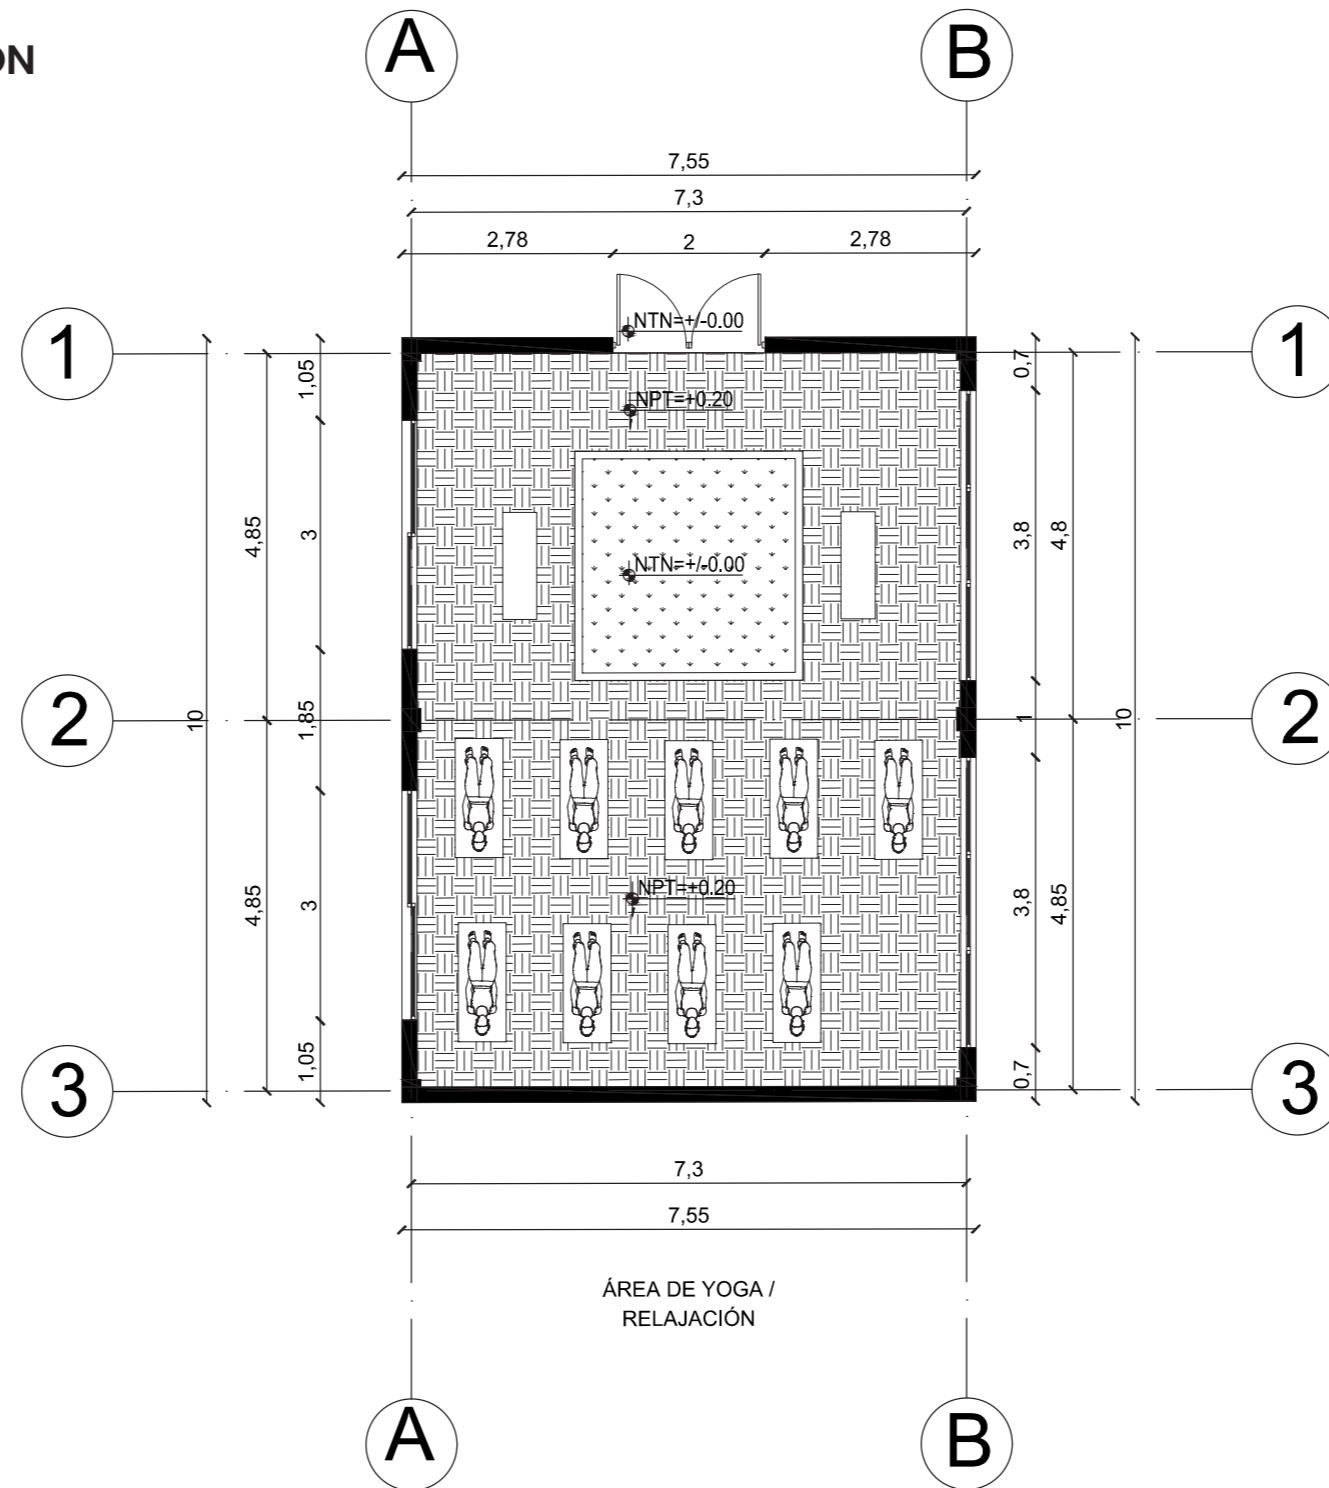 ÓN
A
B
7,55
7,3
2,78
2
2,78
NTN=+/-0.00
1
1
1,05
0,7
NPT=+0.20
4,85
3
3,8
4,8
NTN=+/-0.00
2
10
1,85
1
10
2
NPT=+0.20
4,85
3
3,8
4,85
1,05
0,7
3
3
7,3
7,55
ÁREA DE YOGA /
RELAJACIÓN
A
B